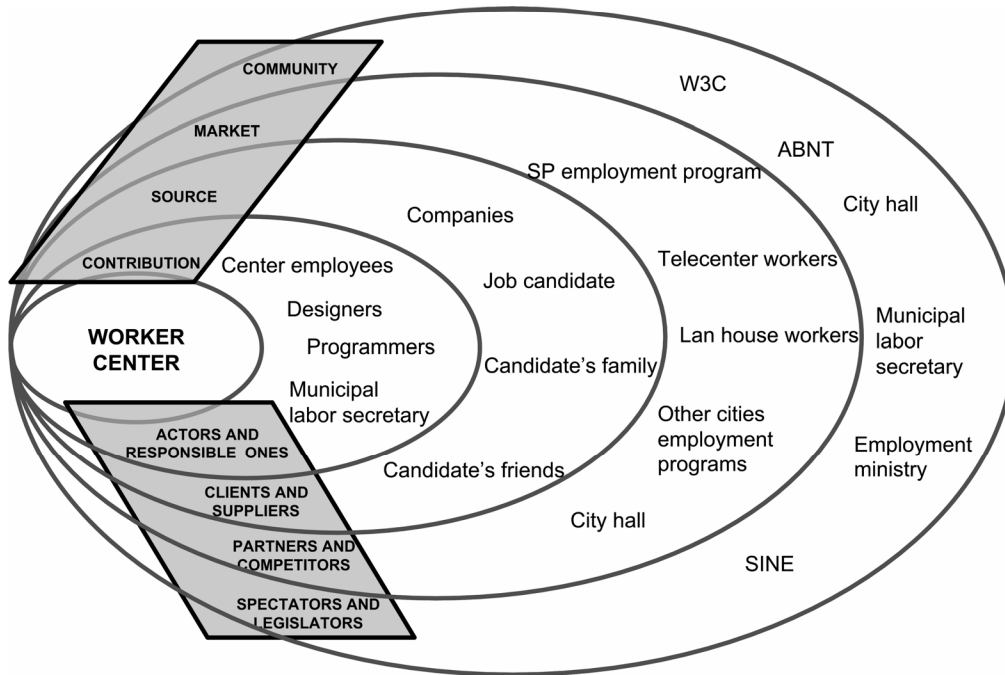 COMMUNITY
MARKET
SOURCE
CONTRIBUTION
WORKER
CENTER
ACTORS AND
RESPONSIBLE ONES
CLIENTS AND
SUPPLIERS
PARTNERS AND
COMPETITORS
SPECTATORS AND
LEGISLATORS
Center employees
Designers
Programmers
Municipal
labor secretary
Companies
Job candidate
Candidate’s family
Candidate’s friends
SP employment program
Telecenter workers
Lan house workers
Other cities
employment
programs
City hall
W3C
ABNT
City hall
Municipal
labor
secretary
Employment
ministry
SINE